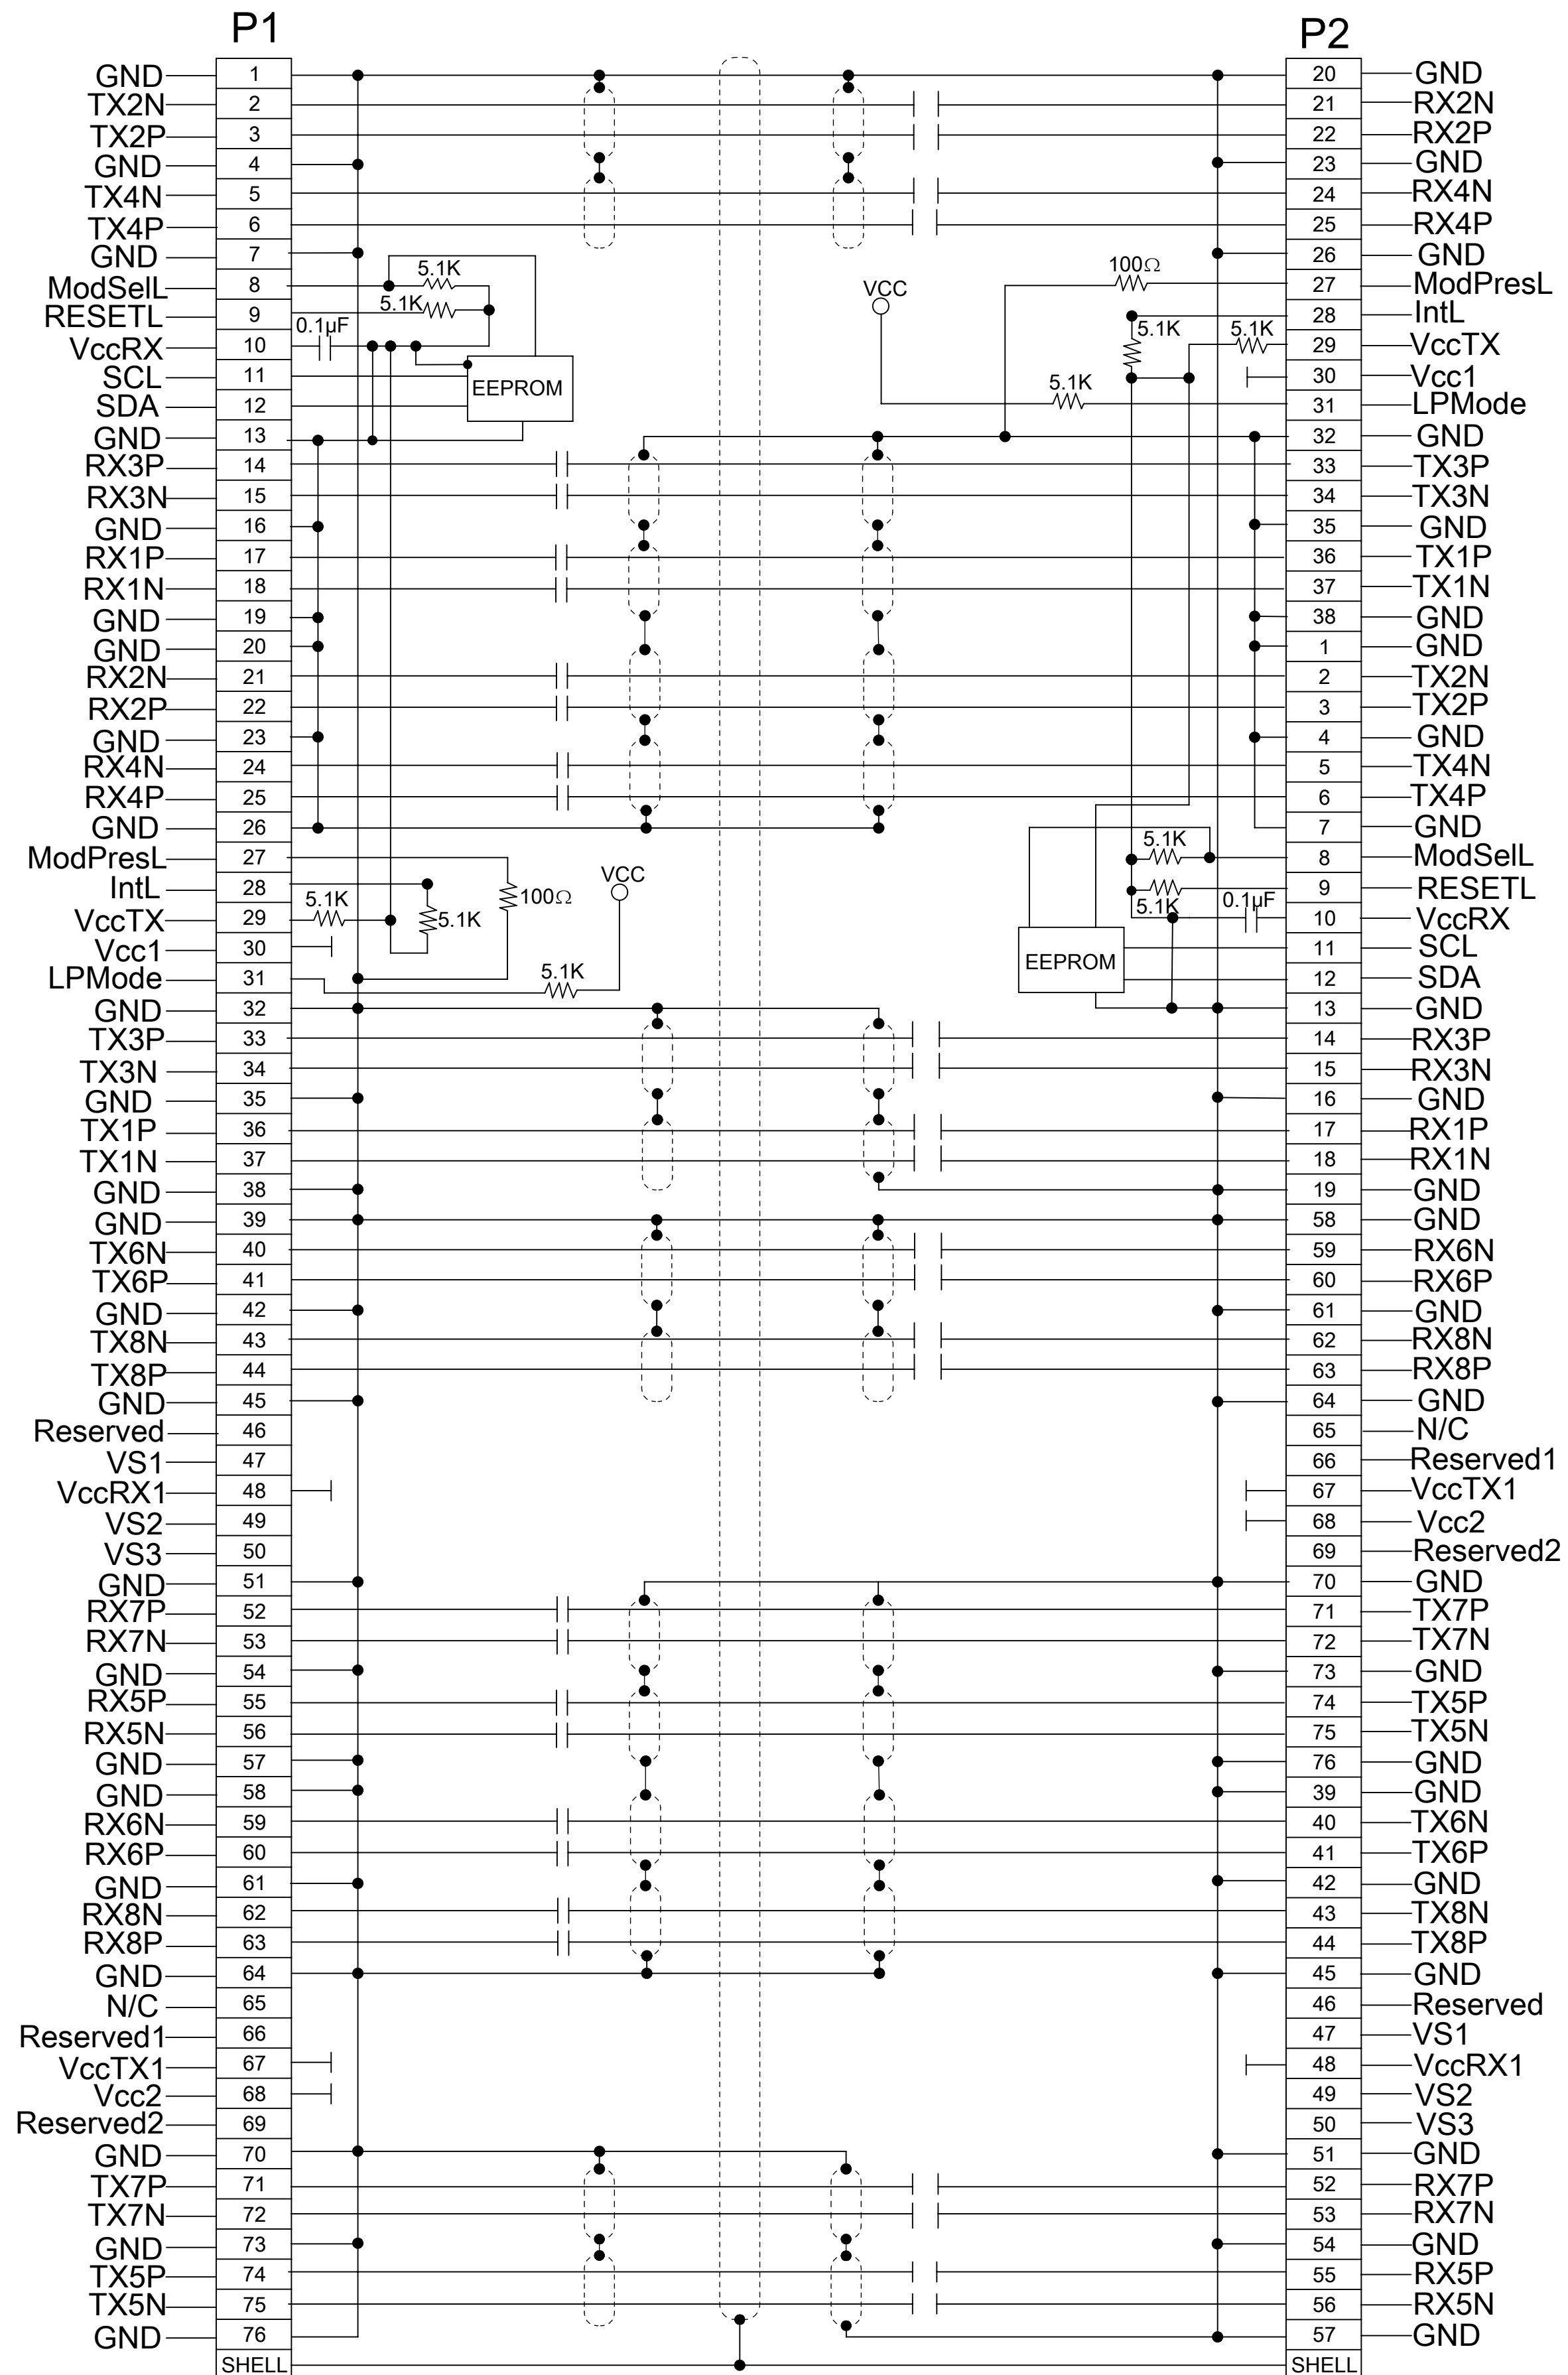 P1 P2
GND 1 20 GND
TX2N 2 21 RX2N
TX2P 3 22 RX2P
GND 4 23 GND
TX4N 5 24 RX4N
TX4P 6 25 RX4P
GND 7 26 GND
ModSelL 8 5.1K 100Ω 27 ModPresL
RESETL 9 5.1K VCC 28 IntL
VccRX 10 0.1µF 5.1K 5.1K 29 VccTX
SCL 11 EEPROM 30 Vcc1
SDA 12 5.1K 31 LPMode
GND 13 32 GND
RX3P 14 33 TX3P
RX3N 15 34 TX3N
GND 16 35 GND
RX1P 17 36 TX1P
RX1N 18 37 TX1N
GND 19 38 GND
GND 20 1 GND
RX2N 21 2 TX2N
RX2P 22 3 TX2P
GND 23 4 GND
RX4N 24 5 TX4N
RX4P 25 6 TX4P
GND 26 7 GND
ModPresL 27 5.1K 8 ModSelL
IntL 28 100Ω VCC 5.1K 9 RESETL
VccTX 29 5.1K 5.1K 0.1µF 10 VccRX
Vcc1 30 EEPROM 11 SCL
LPMode 31 5.1K 12 SDA
GND 32 13 GND
TX3P 33 14 RX3P
TX3N 34 15 RX3N
GND 35 16 GND
TX1P 36 17 RX1P
TX1N 37 18 RX1N
GND 38 19 GND
GND 39 58 GND
TX6N 40 59 RX6N
TX6P 41 60 RX6P
GND 42 61 GND
TX8N 43 62 RX8N
TX8P 44 63 RX8P
GND 45 64 GND
Reserved 46 65 N/C
VS1 47 66 Reserved1
VccRX1 48 67 VccTX1
VS2 49 68 Vcc2
VS3 50 69 Reserved2
GND 51 70 GND
RX7P 52 71 TX7P
RX7N 53 72 TX7N
GND 54 73 GND
RX5P 55 74 TX5P
RX5N 56 75 TX5N
GND 57 76 GND
GND 58 39 GND
RX6N 59 40 TX6N
RX6P 60 41 TX6P
GND 61 42 GND
RX8N 62 43 TX8N
RX8P 63 44 TX8P
GND 64 45 GND
N/C 65 46 Reserved
Reserved1 66 47 VS1
VccTX1 67 48 VccRX1
Vcc2 68 49 VS2
Reserved2 69 50 VS3
GND 70 51 GND
TX7P 71 52 RX7P
TX7N 72 53 RX7N
GND 73 54 GND
TX5P 74 55 RX5P
TX5N 75 56 RX5N
GND 76 57 GND
SHELL SHELL